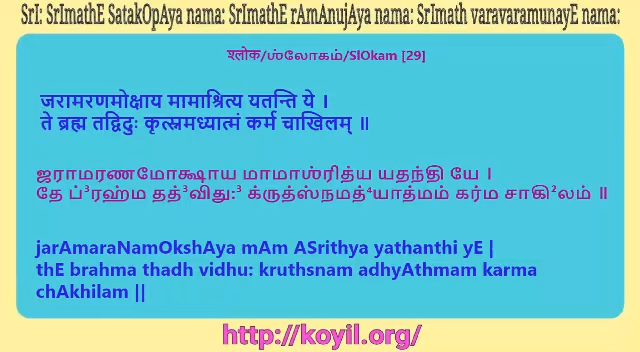 SrI: SrImathE SatakOpAya nama: SrImathE rAmAnujAya nama: SrImath varavaramunayE nama:
श्लोक/ஶ்லோகம்/SlOkam [29]
जरामरणमोक्षाय मामाश्रित्य यतन्ति ये ।
ते ब्रह्म तद्विदुः कृत्स्नमध्यात्मं कर्म चाखिलम् ॥
ஜராமரணமோக்ஷாய மாமாஶ்ரித்ய யதந்தி யே ।
தே ப்³ரஹ்ம தத்³விது:³ க்ருத்ஸ்நமத்⁴யாத்மம் கர்ம சாகி²லம் ॥
jarAmaraNamOkshAya mAm ASrithya yathanthi yE |
thE brahma thadh vidhu: kruthsnam adhyAthmam karma
chAkhilam ||
http://koyil.org/